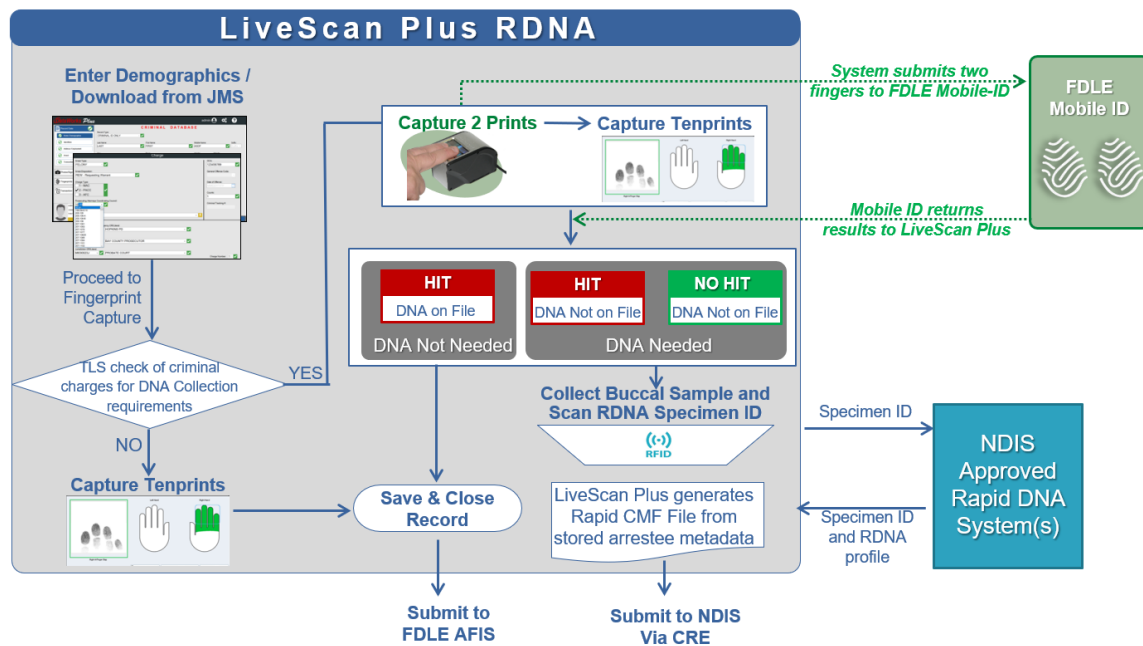 LiveScan Plus RDNA
Enter Demographics /
Download from JMS
Plus
CRIMINAL DATABASE
Change
Capture 2 Prints
Capture Tenprints
System submits two
fingers to FDLE Mobile-ID
FDLE
Mobile ID
Mobile ID returns
results to LiveScan Plus
Proceed to
Fingerprint
Capture
HIT
DNA on File
DNA Not Needed
HIT
DNA Not on File
NO HIT
DNA Not on File
DNA Needed
TLS check of criminal
charges for DNA Collection
requirements
YES
NO
Collect Buccal Sample and
Scan RDNA Specimen ID
RFID
Specimen ID
NDIS
Approved
Rapid DNA
System(s)
Specimen ID
and RDNA
profile
Capture Tenprints
Save & Close
Record
LiveScan Plus generates
Rapid CMF File from
stored arrestee metadata
Submit to
FDLE AFIS
Submit to NDIS
Via CRE